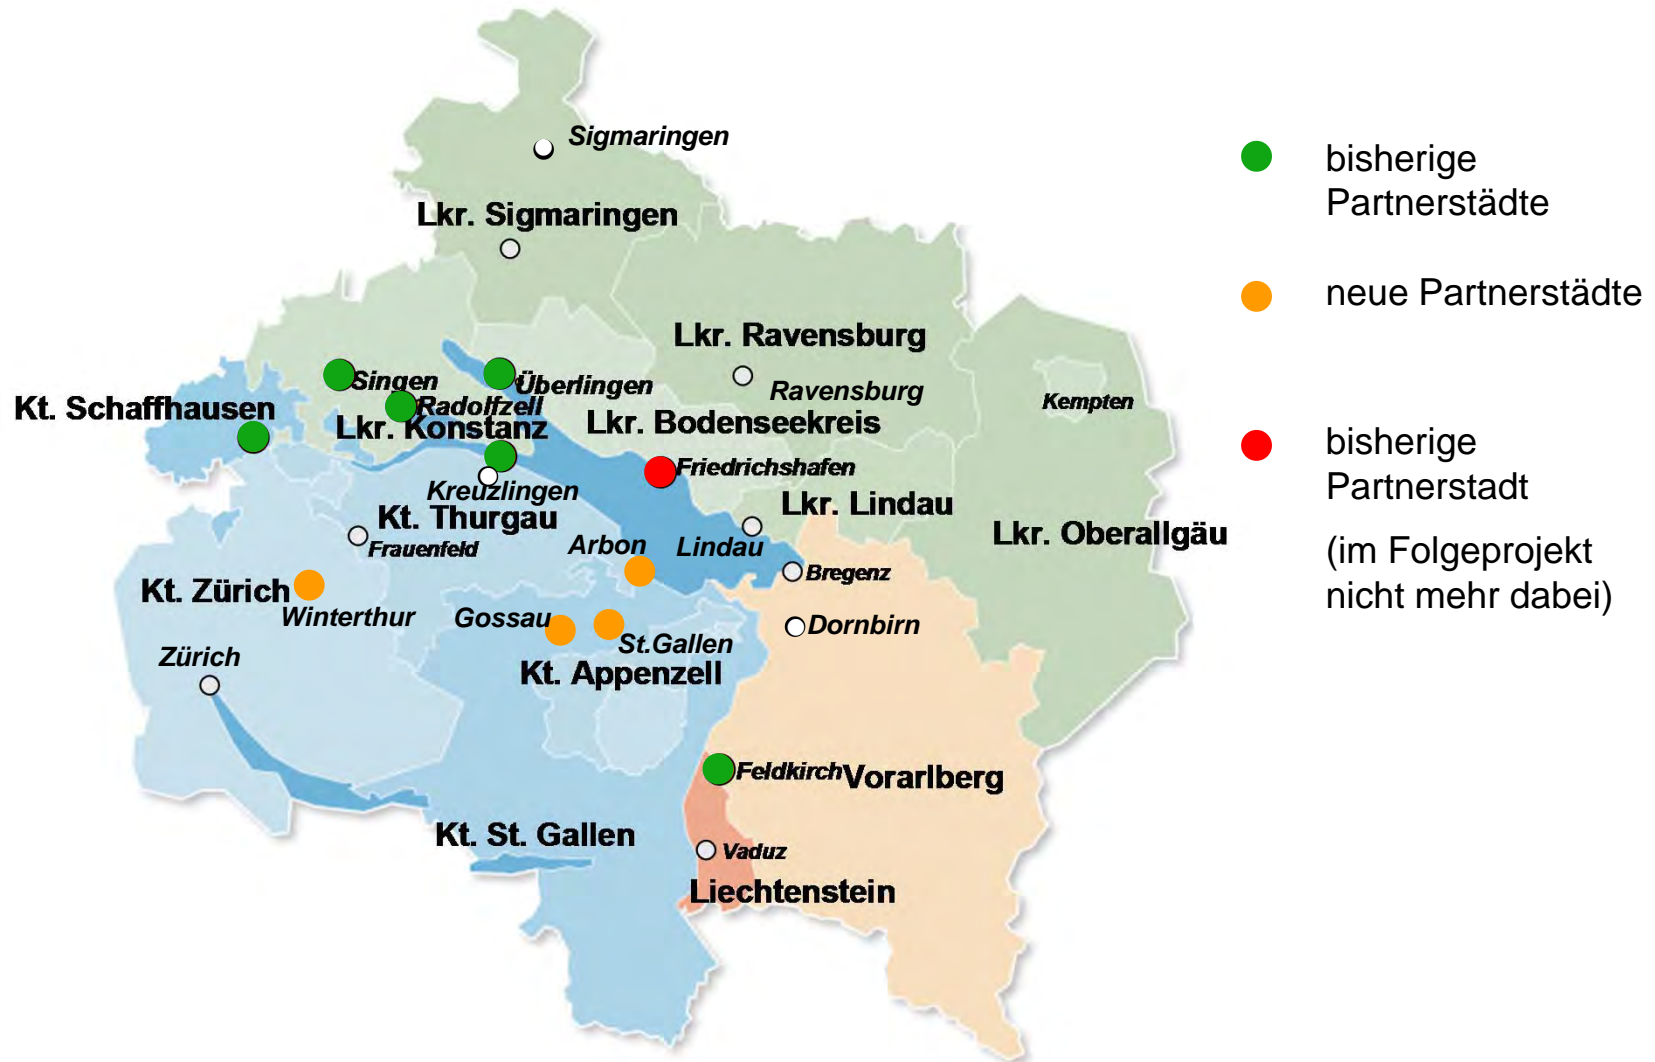 Sigmaringen
Lkr. Sigmaringen
Lkr. Ravensburg
Ravensburg
Kempten
Singen
Überlingen
Radolfzell
Kt. Schaffhausen
Lkr. Konstanz
Lkr. Bodenseekreis
Friedrichshafen
Kreuzlingen
Kt. Thurgau
Lkr. Lindau
Lkr. Oberallgäu
Frauenfeld
Arbon
Lindau
Bregenz
Kt. Zürich
Winterthur
Gossau
St.Gallen
Dornbirn
Zürich
Kt. Appenzell
Feldkirch
Vorarlberg
Kt. St. Gallen
Vaduz
Liechtenstein
bisherige
Partnerstädte
neue Partnerstädte
bisherige
Partnerstadt
(im Folgeprojekt
nicht mehr dabei)